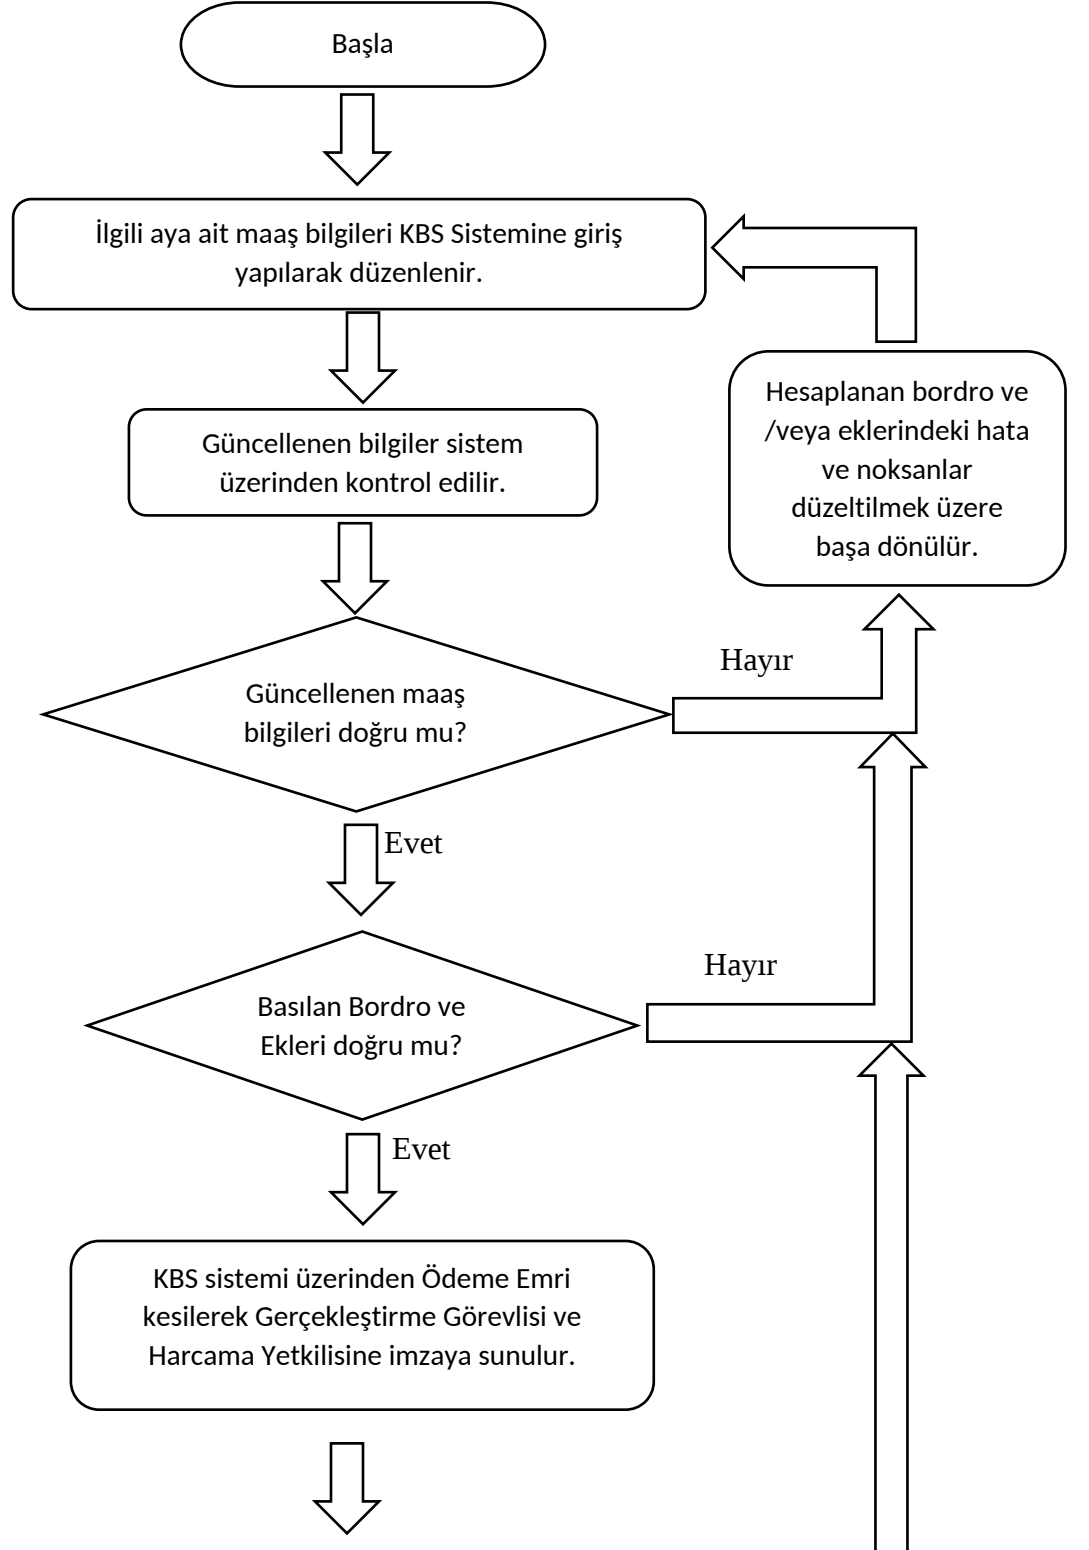 Başla
İlgili aya ait maaş bilgileri KBS Sistemine giriş
yapılarak düzenlenir.
Hesaplanan bordro ve
/veya eklerindeki hata
ve noksanlar
düzeltilmek üzere
başa dönülür.
Güncellenen bilgiler sistem
üzerinden kontrol edilir.
Hayır
Güncellenen maaş
bilgileri doğru mu?
Evet
Hayır
Basılan Bordro ve
Ekleri doğru mu?
Evet
KBS sistemi üzerinden Ödeme Emri
kesilerek Gerçekleştirme Görevlisi ve
Harcama Yetkilisine imzaya sunulur.